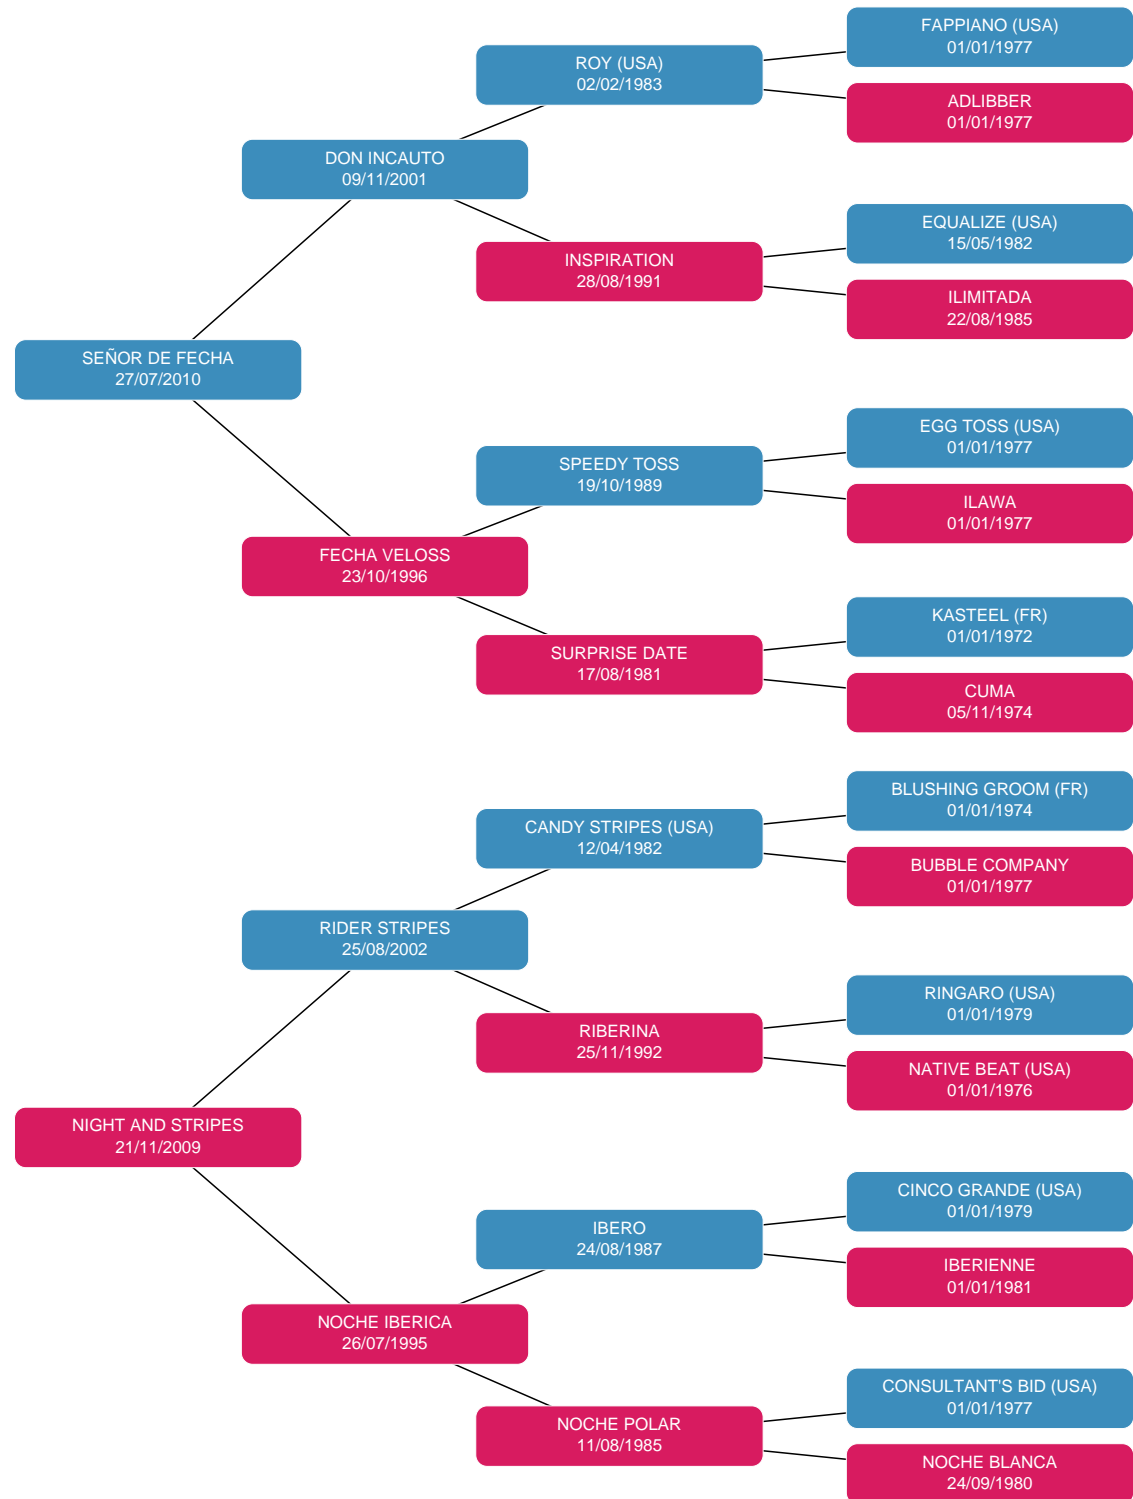 FAPPIANO (USA)
01/01/1977
ROY (USA)
02/02/1983
ADLIBBER
01/01/1977
DON INCAUTO
09/11/2001
EQUALIZE (USA)
15/05/1982
INSPIRATION
28/08/1991
ILIMITADA
22/08/1985
SEÑOR DE FECHA
27/07/2010
EGG TOSS (USA)
01/01/1977
SPEEDY TOSS
19/10/1989
ILAWA
01/01/1977
FECHA VELOSS
23/10/1996
KASTEEL (FR)
01/01/1972
SURPRISE DATE
17/08/1981
CUMA
05/11/1974
BLUSHING GROOM (FR)
01/01/1974
CANDY STRIPES (USA)
12/04/1982
BUBBLE COMPANY
01/01/1977
RIDER STRIPES
25/08/2002
RINGARO (USA)
01/01/1979
RIBERINA
25/11/1992
NATIVE BEAT (USA)
01/01/1976
NIGHT AND STRIPES
21/11/2009
CINCO GRANDE (USA)
01/01/1979
IBERO
24/08/1987
IBERIENNE
01/01/1981
NOCHE IBERICA
26/07/1995
CONSULTANT'S BID (USA)
01/01/1977
NOCHE POLAR
11/08/1985
NOCHE BLANCA
24/09/1980